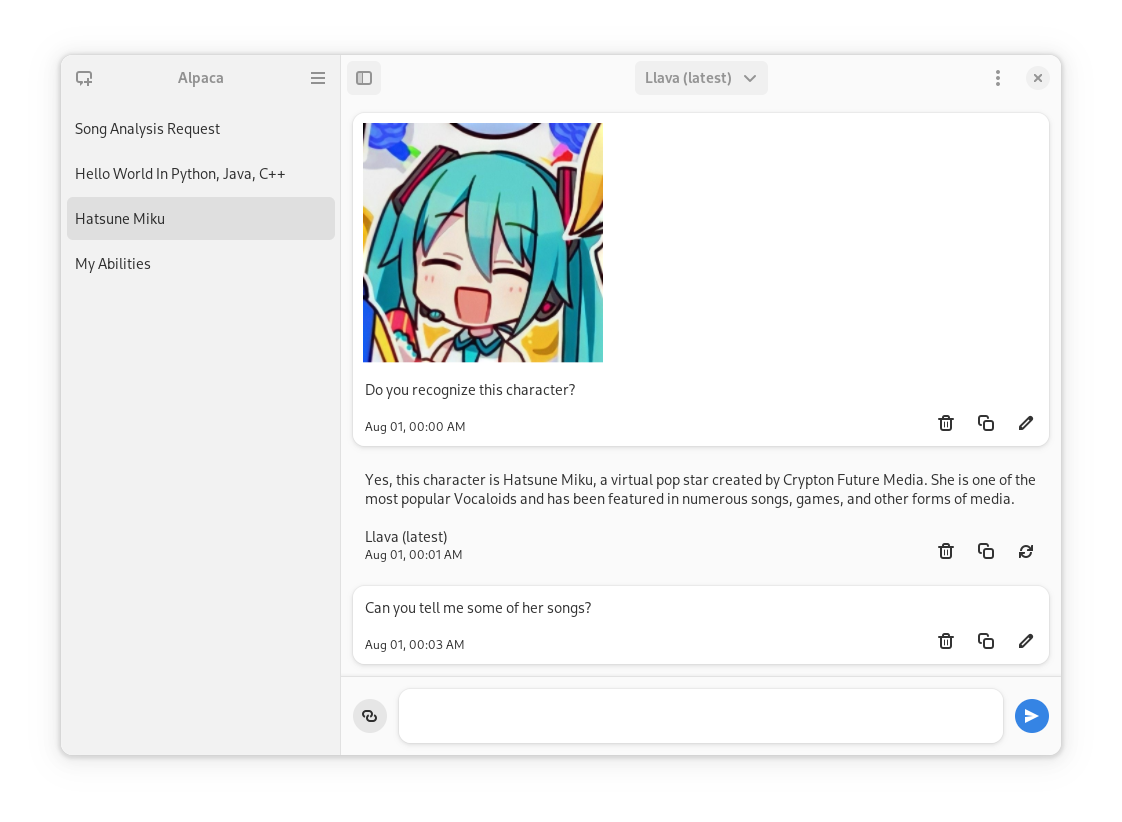 Alpaca
Llava (latest)
Song Analysis Request
Hello World In Python, Java, C++
Hatsune Miku
My Abilities
Do you recognize this character?
Aug 01, 00:00 AM
Yes, this character is Hatsune Miku, a virtual pop star created by Crypton Future Media. She is one of the
most popular Vocaloids and has been featured in numerous songs, games, and other forms of media.
Llava (latest)
Aug 01, 00:01 AM
Can you tell me some of her songs?
Aug 01, 00:03 AM